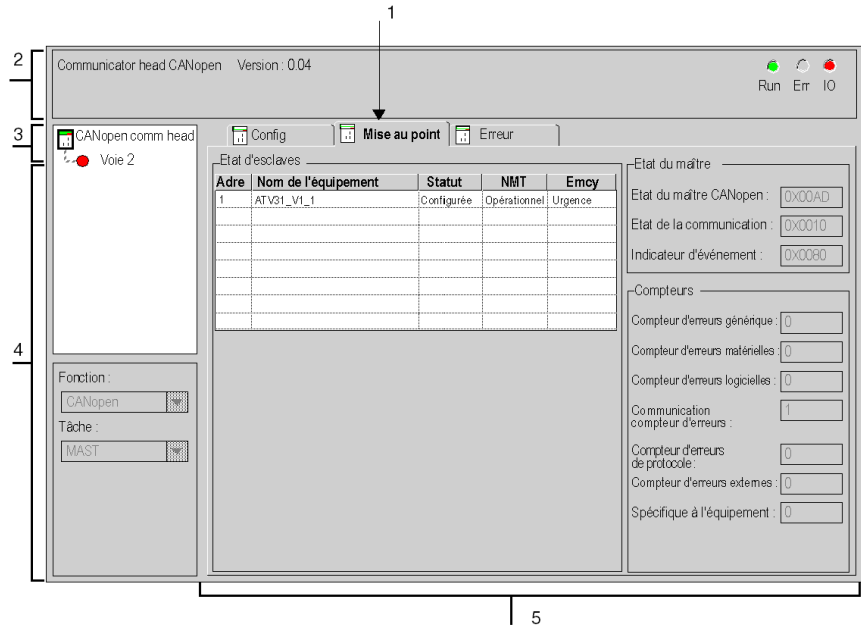 1
2
Communicator head CANopen Version : 0.04
Run Err IO
3
CANopen comm head
Voie 2
Config
Mise au point
Erreur
Etat d'esclaves
Adre Nom de l'équipement Statut NMT Emcy
1 ATV31_V1_1 Configurée Opérationnel Urgence
Etat du maître
Etat du maître CANopen : 0X00AD
Etat de la communication : 0X0010
Indicateur d'événement : 0X0080
Compteurs
Compteur d'erreurs générique : 0
Compteur d'erreurs matérielles : 0
Compteur d'erreurs logicielles : 0
Communication
compteur d'erreurs : 1
Compteur d'erreurs
de protocole : 0
Compteur d'erreurs externes : 0
Spécifique à l'équipement : 0
4
Fonction :
CANopen
Tâche :
MAST
5